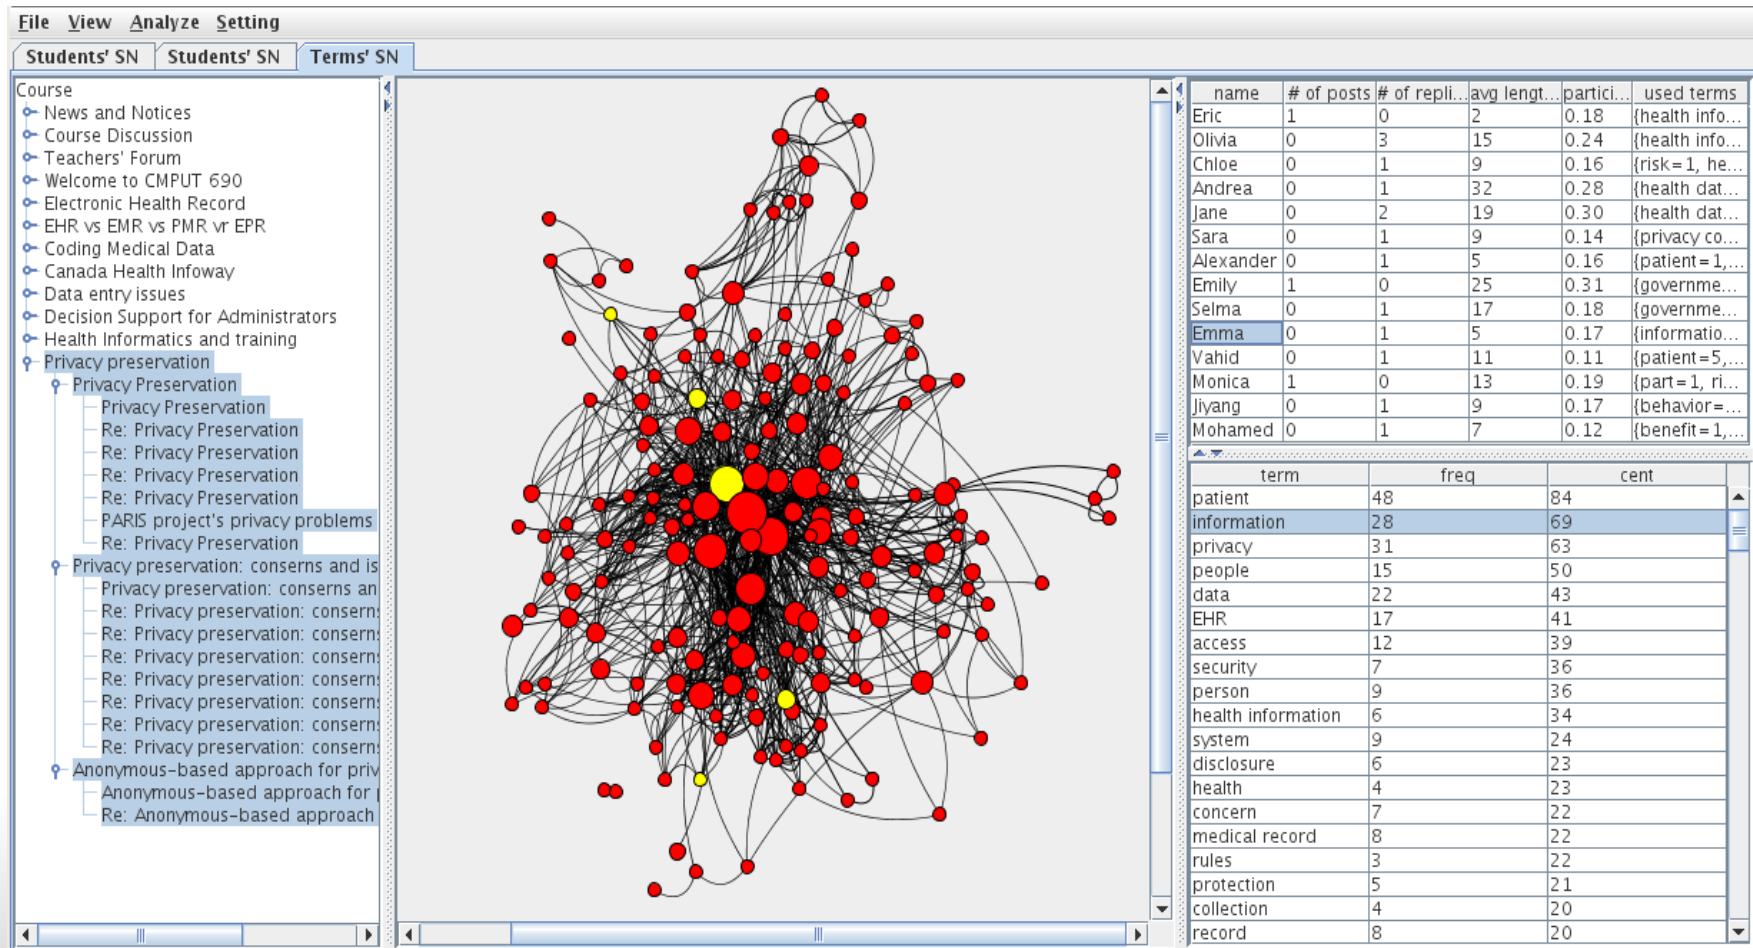 File View Analyze Setting
Students' SN Students' SN Terms' SN
Course
News and Notices
Course Discussion
Teachers' Forum
Welcome to CMPUT 690
Electronic Health Record
EHR vs EMR vs PMR vr EPR
Coding Medical Data
Canada Health Infoway
Data entry issues
Decision Support for Administrators
Health Informatics and training
Privacy preservation
Privacy Preservation
Privacy Preservation
Re: Privacy Preservation
Re: Privacy Preservation
Re: Privacy Preservation
Re: Privacy Preservation
PARIS project's privacy problems
Re: Privacy Preservation
Privacy preservation: conserns and is
Privacy preservation: conserns an
Re: Privacy preservation: conserns
Re: Privacy preservation: conserns
Re: Privacy preservation: conserns
Re: Privacy preservation: conserns
Re: Privacy preservation: conserns
Re: Privacy preservation: conserns
Re: Privacy preservation: conserns
Anonymous-based approach for priv
Anonymous-based approach for
Re: Anonymous-based approach
name # of posts # of repli... avg lengt... partici... used terms
Eric 1 0 2 0.18 {health info...
Olivia 0 3 15 0.24 {health info...
Chloe 0 1 9 0.16 {risk=1, he...
Andrea 0 1 32 0.28 {health dat...
Jane 0 2 19 0.30 {health dat...
Sara 0 1 9 0.14 {privacy co...
Alexander 0 1 5 0.16 {patient=1,...
Emily 1 0 25 0.31 {governme...
Selma 0 1 17 0.18 {governme...
Emma 0 1 5 0.17 {informatio...
Vahid 0 1 11 0.11 {patient=5,...
Monica 1 0 13 0.19 {part=1, ri...
Jiyang 0 1 9 0.17 {behavior=...
Mohamed 0 1 7 0.12 {benefit=1,...
term freq cent
patient 48 84
information 28 69
privacy 31 63
people 15 50
data 22 43
EHR 17 41
access 12 39
security 7 36
person 9 36
health information 6 34
system 9 24
disclosure 6 23
health 4 23
concern 7 22
medical record 8 22
rules 3 22
protection 5 21
collection 4 20
record 8 20